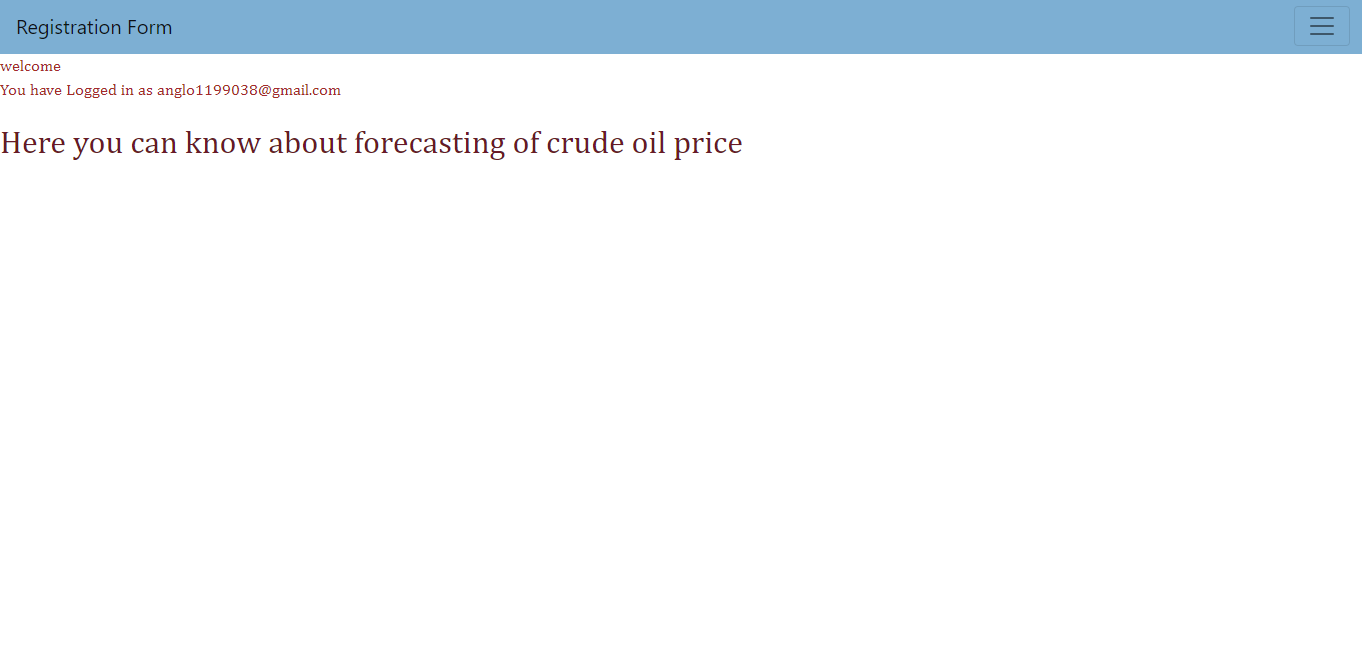 Registration Form
welcome
You have Logged in as anglo1199038@gmail.com
Here you can know about forecasting of crude oil price